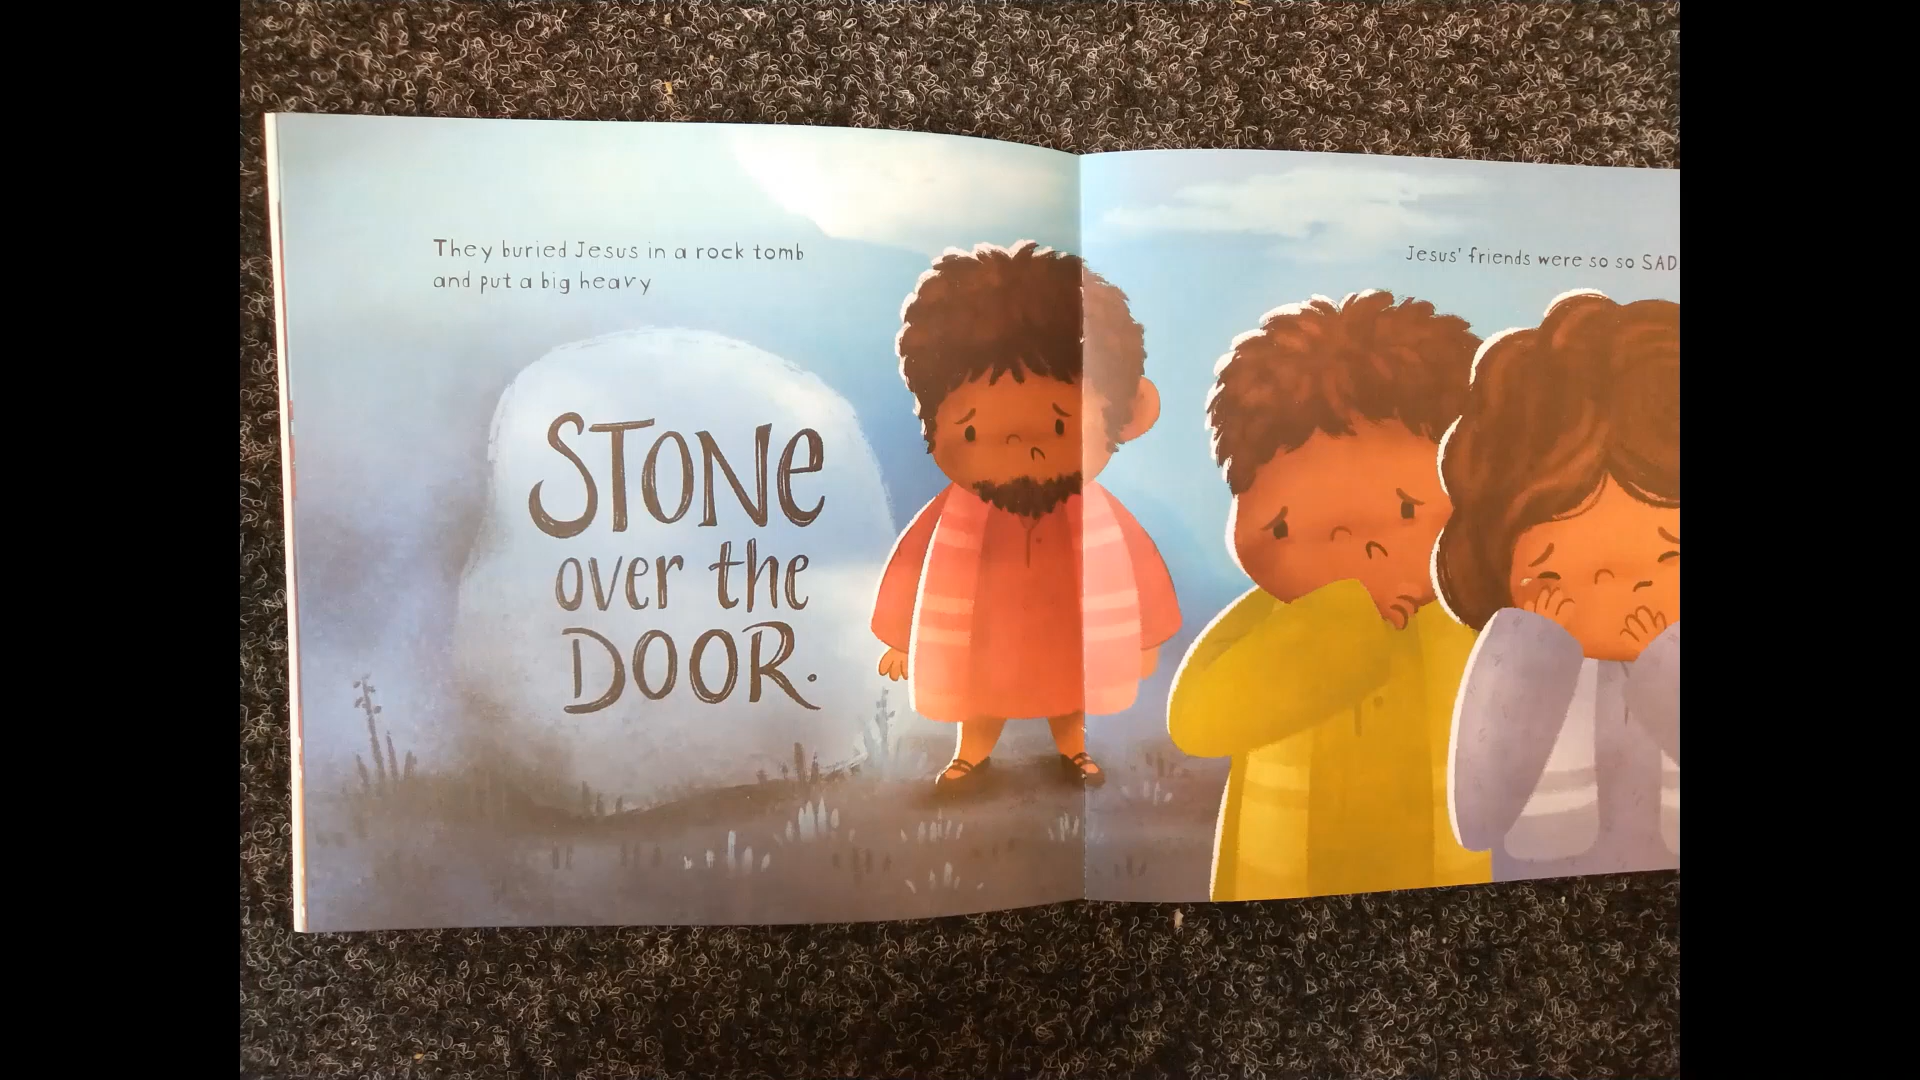 They buried Jesus in a rock tomb
and put a big heavy
STONE
over the
DOOR.
Jesus' friends were so so SAD